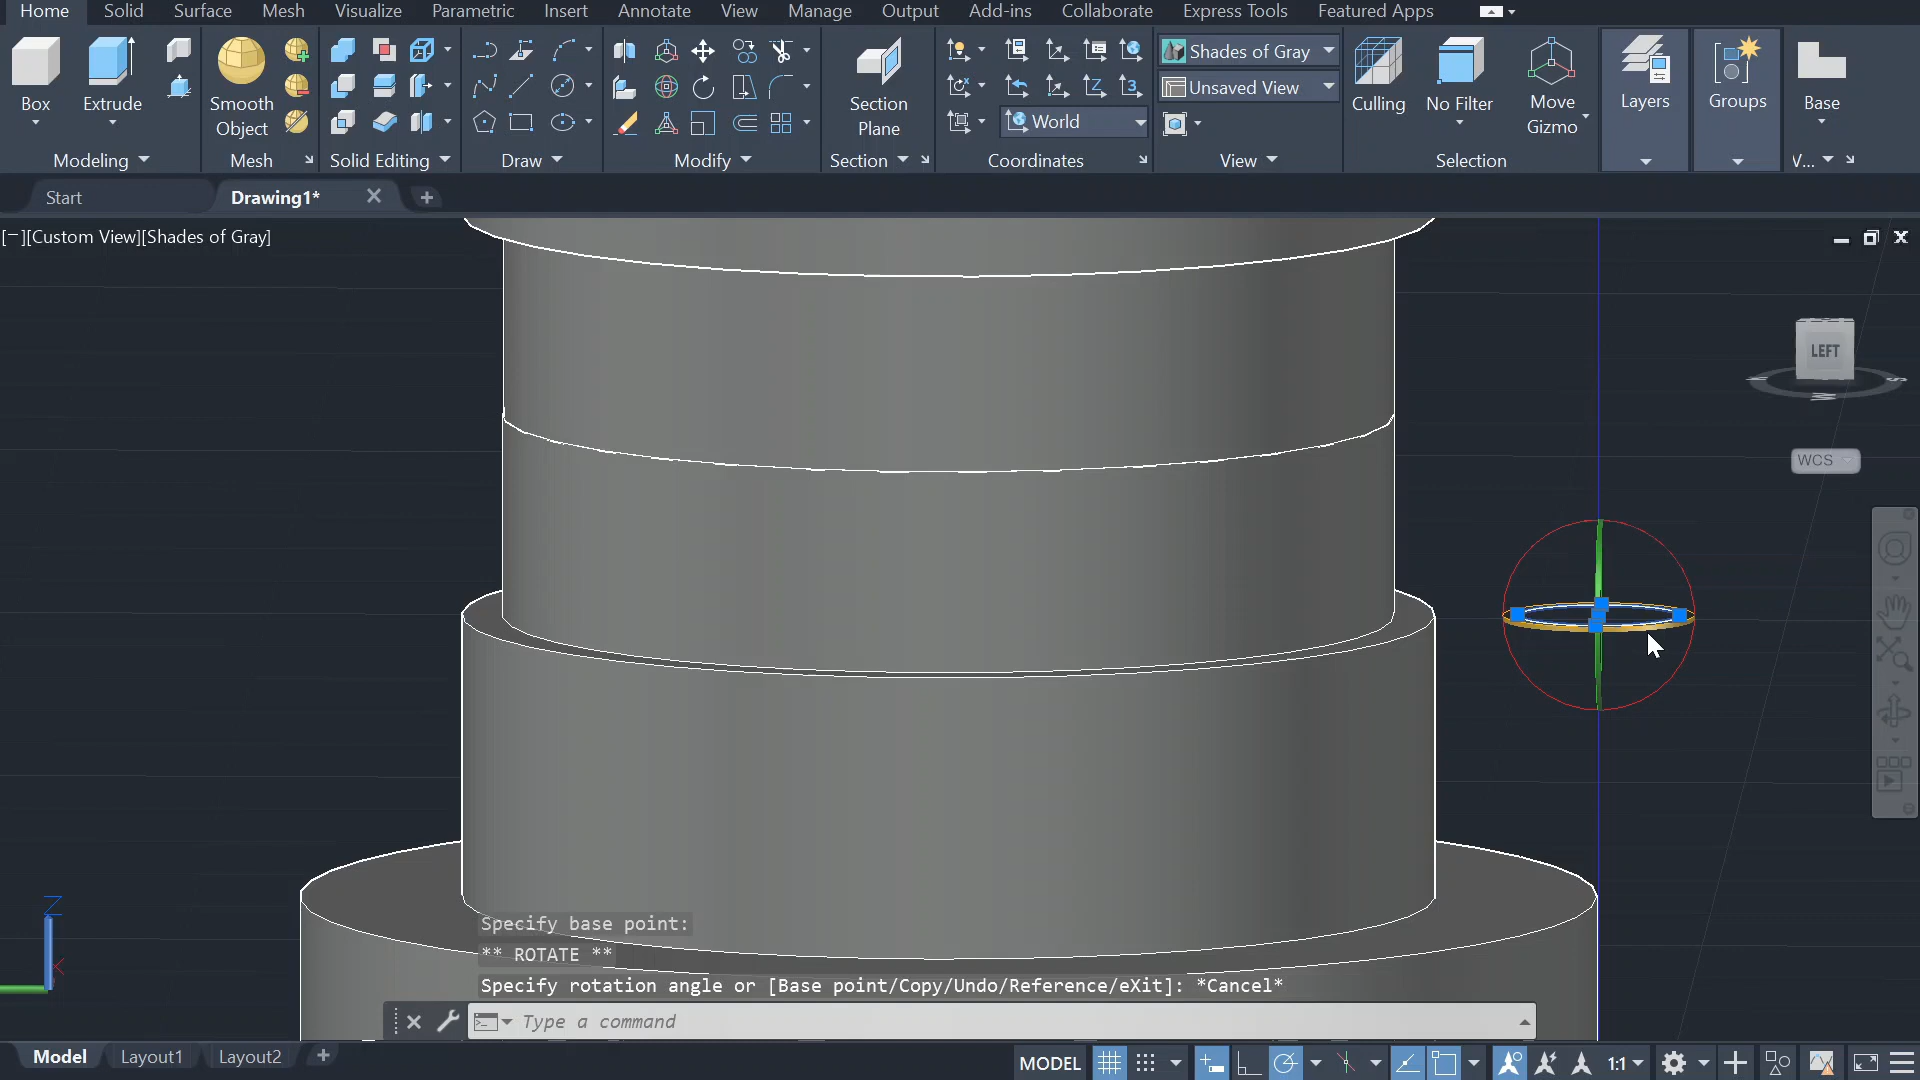 Home Solid Surface Mesh Visualize Parametric Insert Annotate View Manage Output Add-ins Collaborate Express Tools Featured Apps
Box Extrude Smooth Object Section Plane Shades of Gray Unsaved View World Culling No Filter Move Gizmo Layers Groups Base
Modeling Mesh Solid Editing Draw Modify Section Coordinates View Selection V...
Start Drawing1*
[−][Custom View][Shades of Gray]
LEFT
WCS
Z
Specify base point:
** ROTATE **
Specify rotation angle or [Base point/Copy/Undo/Reference/eXit]: *Cancel*
Type a command
Model Layout1 Layout2 MODEL 1:1